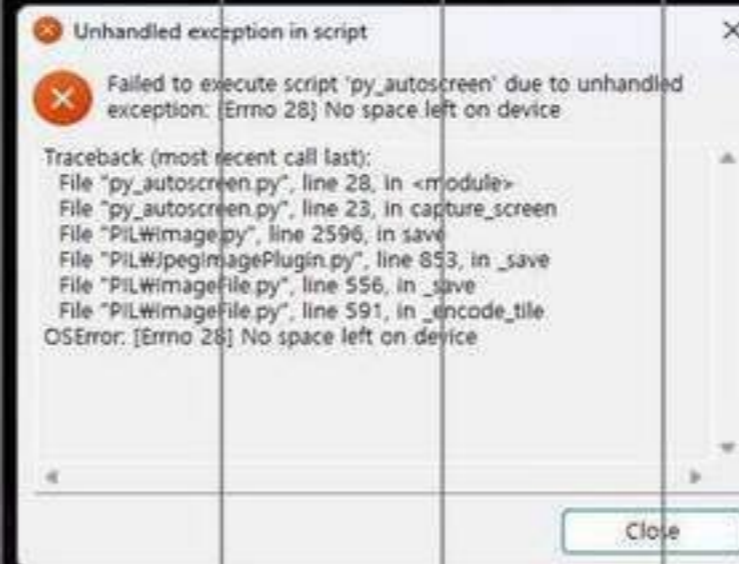 Unhandled exception in script
Failed to execute script 'py_autoscreen' due to unhandled
exception: [Errno 28] No space left on device
Traceback (most recent call last):
File "py_autoscreen.py", line 28, in <module>
File "py_autoscreen.py", line 23, in capture_screen
File "PIL₩Image.py", line 2596, in save
File "PIL₩JpegImagePlugin.py", line 853, in _save
File "PIL₩ImageFile.py", line 556, in _save
File "PIL₩ImageFile.py", line 591, in _encode_tile
OSError: [Errno 28] No space left on device
Close